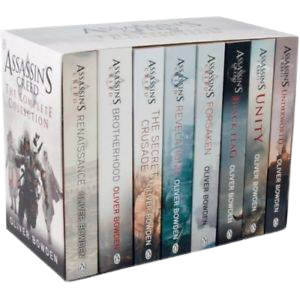 ASSASSIN'S
CREED
THE COMPLETE
COLLECTION
OLIVER BOWDEN
ASSASSIN'S
CREED
RENAISSANCE
OLIVER BOWDEN
ASSASSIN'S
CREED
BROTHERHOOD
OLIVER BOWDEN
ASSASSIN'S
CREED
THE SECRET
CRUSADE
OLIVER BOWDEN
ASSASSIN'S
CREED
REVELATIONS
OLIVER BOWDEN
ASSASSIN'S
CREED
FORSAKEN
OLIVER BOWDEN
ASSASSIN'S
CREED
BLACK FLAG
OLIVER BOWDEN
ASSASSIN'S
CREED
UNITY
OLIVER BOWDEN
ASSASSIN'S
CREED
UNDERWORLD
OLIVER BOWDEN